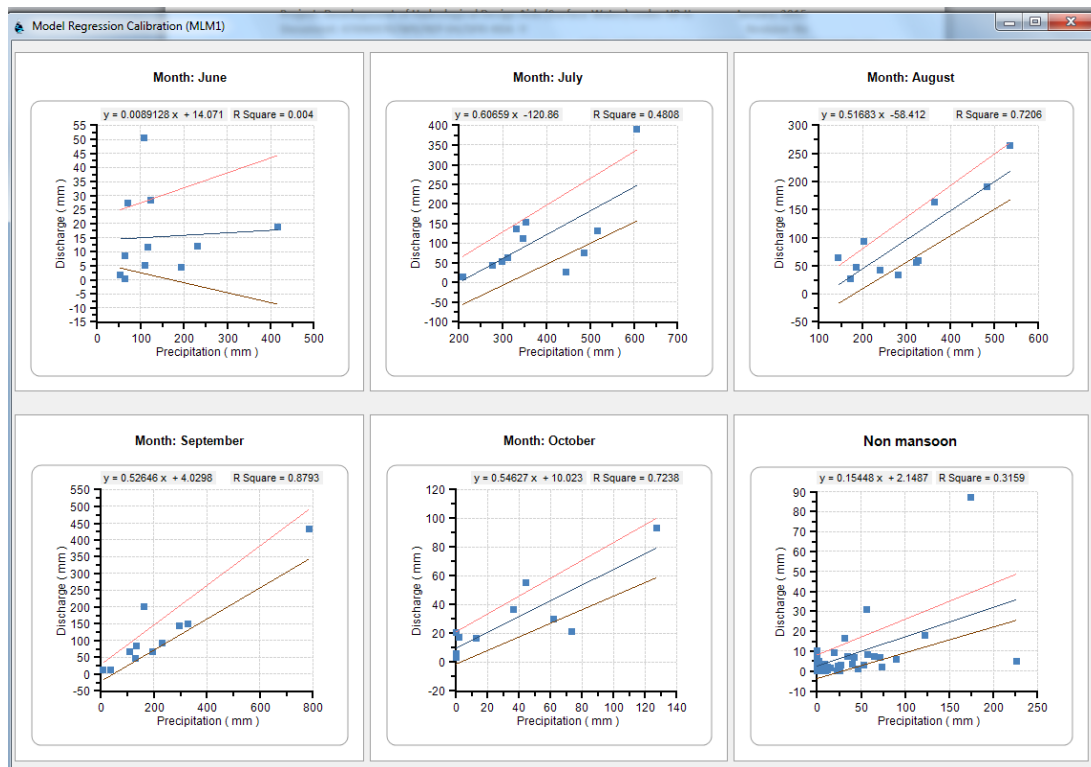 Model Regression Calibration (MLM1)
Month: June
y = 0.0089128 x + 14.071 R Square = 0.004
55
50
45
40
35
30
25
20
15
10
5
0
-5
-10
-15
Discharge ( mm )
0 100 200 300 400 500
Precipitation ( mm )
Month: July
y = 0.60659 x -120.86 R Square = 0.4808
400
350
300
250
200
150
100
50
0
-50
-100
Discharge ( mm )
200 300 400 500 600 700
Precipitation ( mm )
Month: August
y = 0.51683 x -58.412 R Square = 0.7206
300
250
200
150
100
50
0
-50
Discharge ( mm )
100 200 300 400 500 600
Precipitation ( mm )
Month: September
y = 0.52646 x + 4.0298 R Square = 0.8793
550
500
450
400
350
300
250
200
150
100
50
0
-50
Discharge ( mm )
0 200 400 600 800
Precipitation ( mm )
Month: October
y = 0.54627 x + 10.023 R Square = 0.7238
120
100
80
60
40
20
0
-20
Discharge ( mm )
0 20 40 60 80 100 120 140
Precipitation ( mm )
Non mansoon
y = 0.15448 x + 2.1487 R Square = 0.3159
90
80
70
60
50
40
30
20
10
0
-10
Discharge ( mm )
0 50 100 150 200 250
Precipitation ( mm )